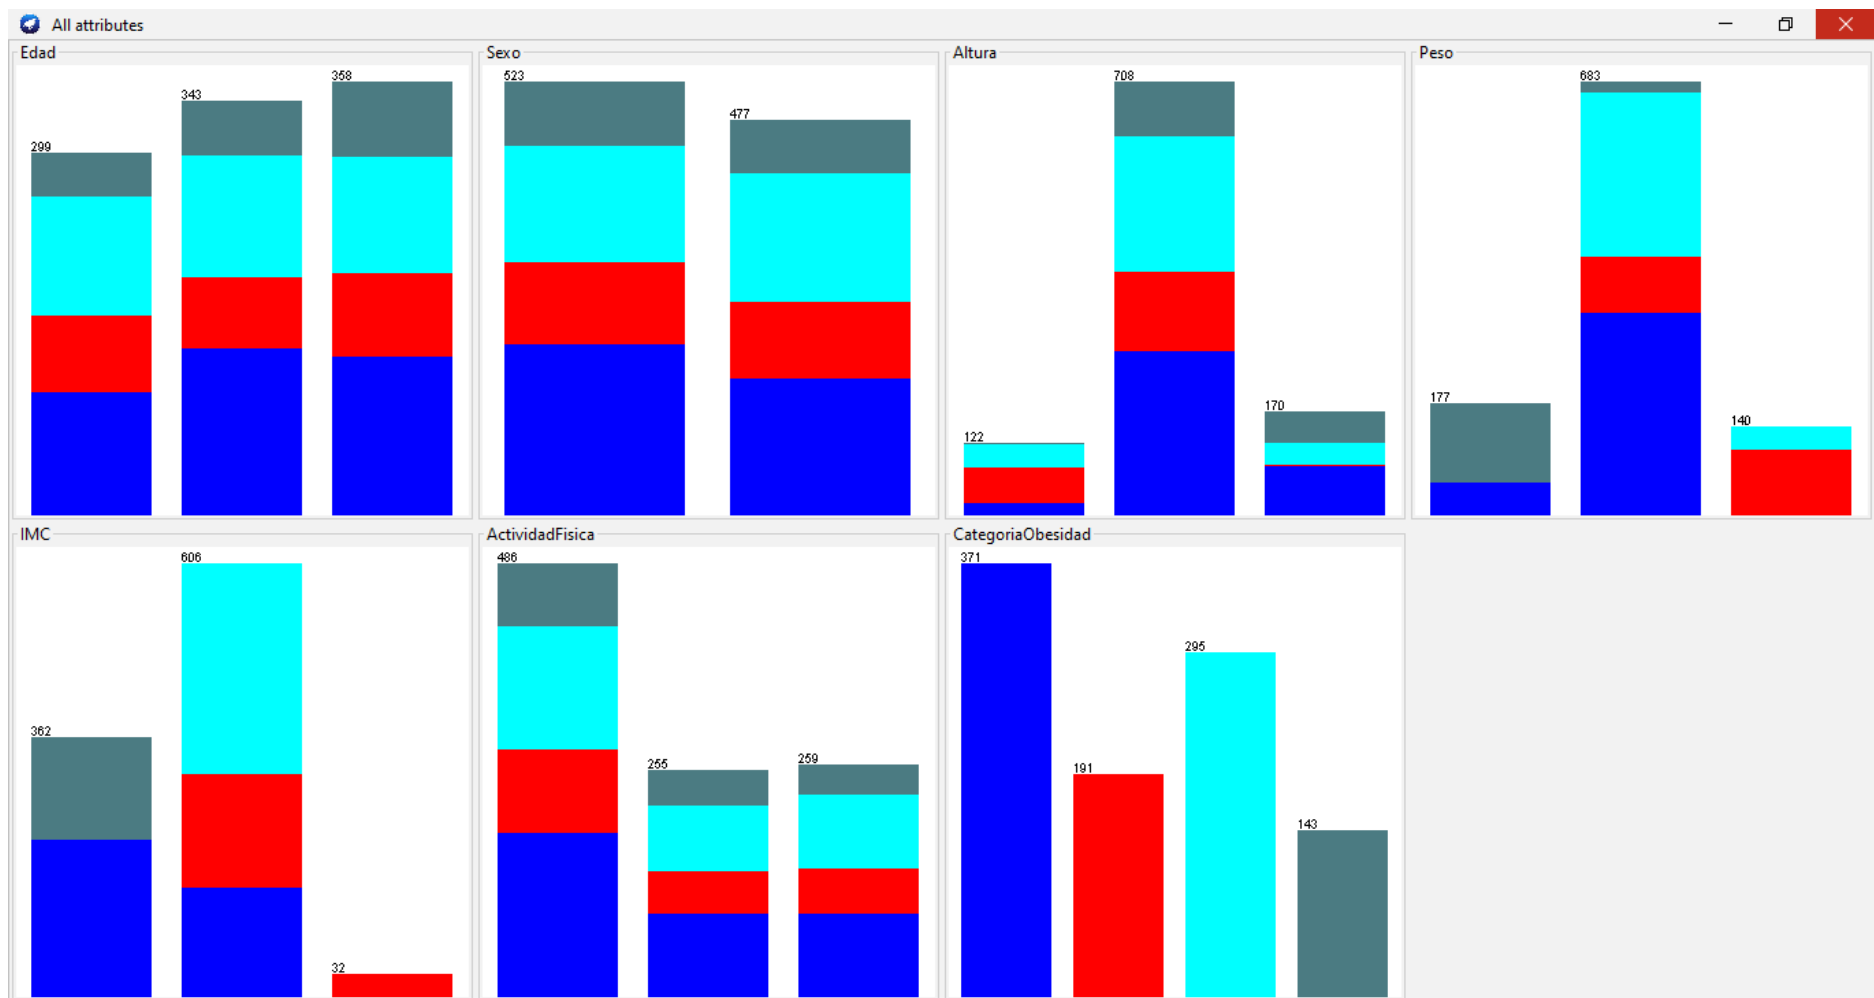 All attributes
Edad
Sexo
Altura
Peso
299
343
358
523
477
122
708
170
177
683
140
IMC
ActividadFisica
CategoriaObesidad
362
606
32
486
255
259
371
191
295
143